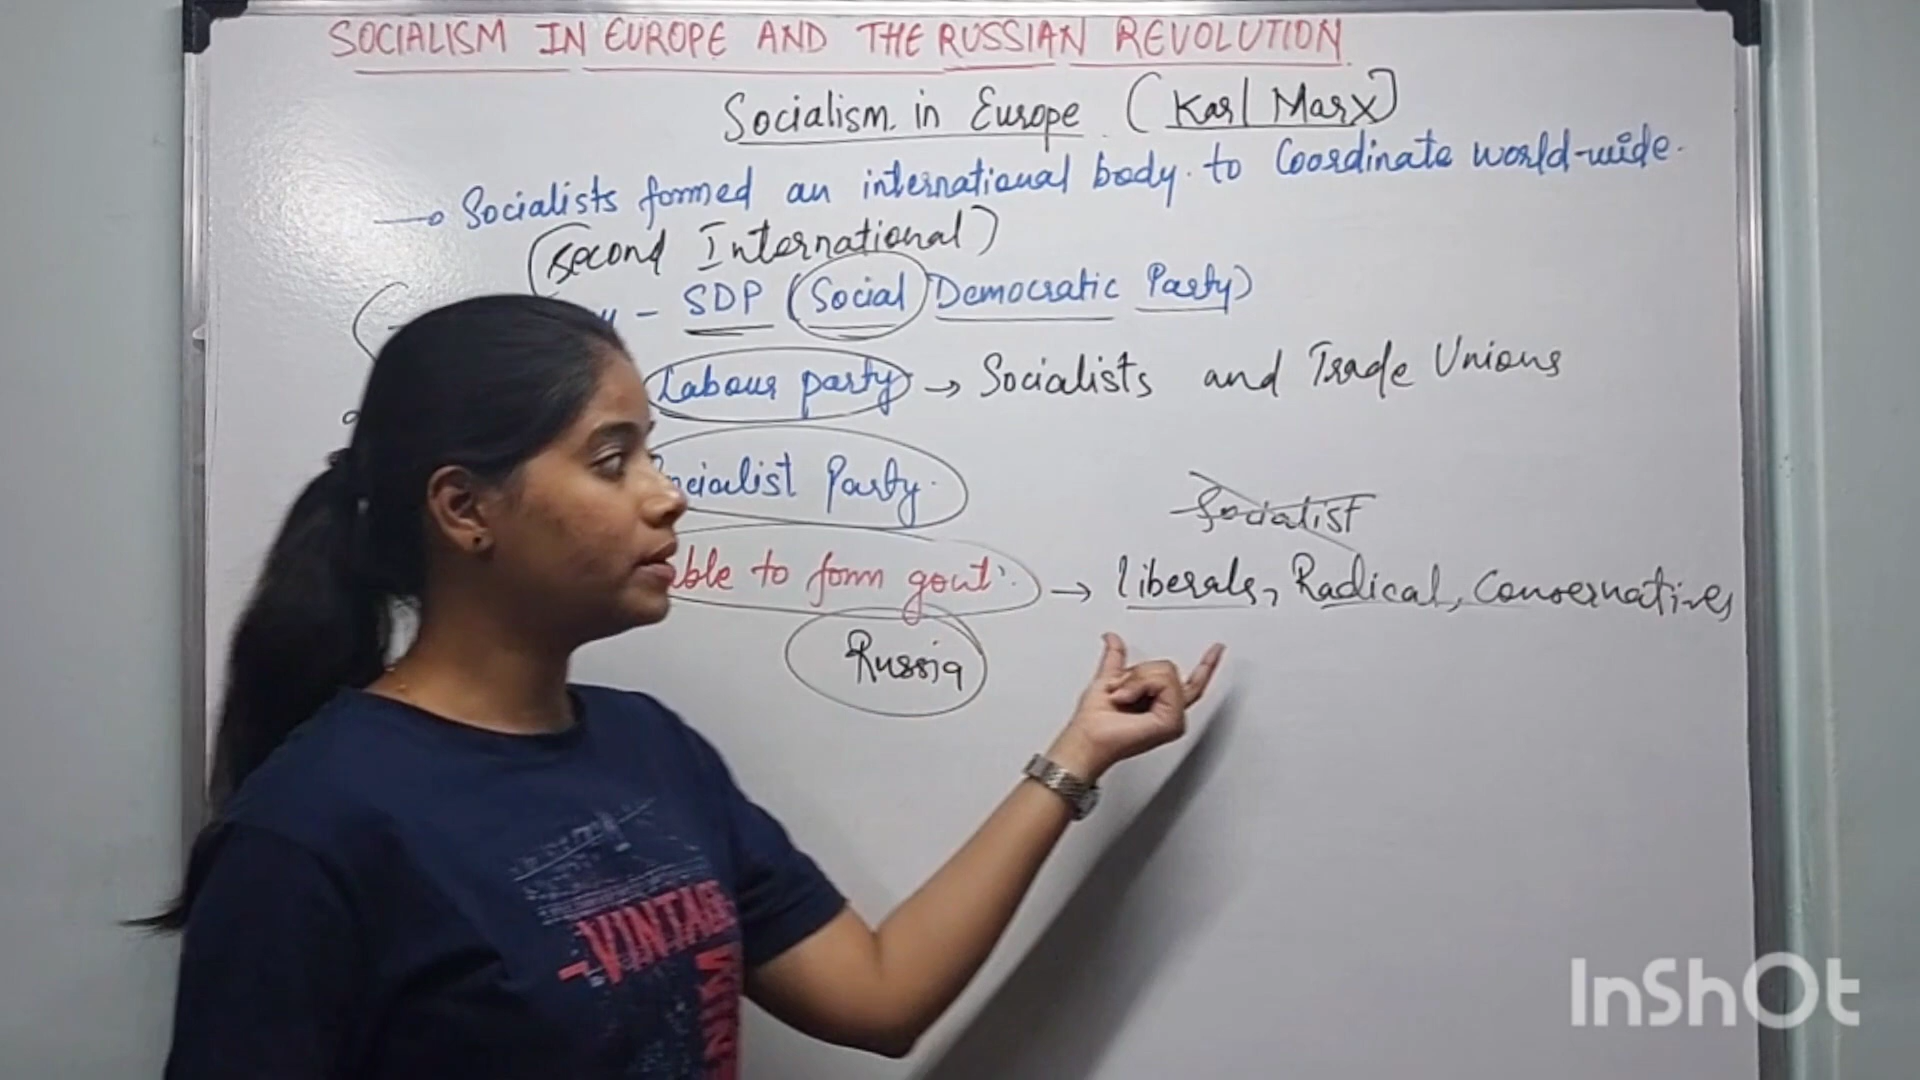 SOCIALISM IN EUROPE AND THE RUSSIAN REVOLUTION
Socialism in Europe (Karl Marx)
→ Socialists formed an international body to Coordinate world-wide.
(Second International)
- SDP (Social Democratic Party)
Labour party → Socialists and Trade Unions
Party.
Socialist
to form govt. → Liberals, Radical, Conservatives
Russia
VINTAGE
InShOt